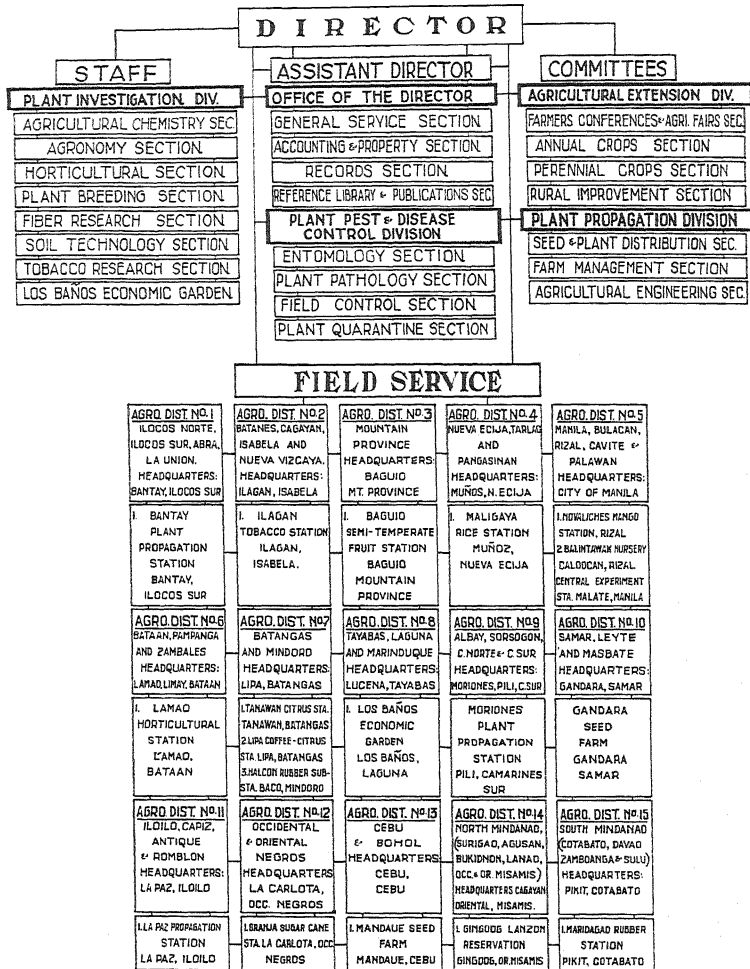 DIRECTOR
STAFF
PLANT INVESTIGATION DIV.
AGRICULTURAL CHEMISTRY SEC
AGRONOMY SECTION
HORTICULTURAL SECTION
PLANT BREEDING SECTION
FIBER RESEARCH SECTION
SOIL TECHNOLOGY SECTION
TOBACCO RESEARCH SECTION
LOS BAÑOS ECONOMIC GARDEN
ASSISTANT DIRECTOR
OFFICE OF THE DIRECTOR
GENERAL SERVICE SECTION
ACCOUNTING & PROPERTY SECTION
RECORDS SECTION
REFERENCE LIBRARY & PUBLICATIONS SEC
PLANT PEST & DISEASE
CONTROL DIVISION
ENTOMOLOGY SECTION
PLANT PATHOLOGY SECTION
FIELD CONTROL SECTION
PLANT QUARANTINE SECTION
COMMITTEES
AGRICULTURAL EXTENSION DIV.
FARMERS CONFERENCES & AGRI. FAIRS SEC.
ANNUAL CROPS SECTION
PERENNIAL CROPS SECTION
RURAL IMPROVEMENT SECTION
PLANT PROPAGATION DIVISION
SEED & PLANT DISTRIBUTION SEC.
FARM MANAGEMENT SECTION
AGRICULTURAL ENGINEERING SEC.
FIELD SERVICE
AGRO. DIST. No. 1
ILOCOS NORTE,
ILOCOS SUR, ABRA,
LA UNION.
HEADQUARTERS:
BANTAY, ILOCOS SUR
AGRO. DIST. No. 2
BATANES, CAGAYAN,
ISABELA AND
NUEVA VIZCAYA.
HEADQUARTERS:
ILAGAN, ISABELA
AGRO. DIST. No. 3
MOUNTAIN
PROVINCE
HEADQUARTERS:
BAGUIO
MT. PROVINCE
AGRO. DIST. No. 4
NUEVA ECIJA, TARLAC
AND
PANGASINAN
HEADQUARTERS:
MUÑOS, N. ECIJA
AGRO. DIST. No. 5
MANILA, BULACAN,
RIZAL, CAVITE &
PALAWAN
HEADQUARTERS:
CITY OF MANILA
1. BANTAY
PLANT
PROPAGATION
STATION
BANTAY,
ILOCOS SUR
1. ILAGAN
TOBACCO STATION
ILAGAN,
ISABELA.
1. BAGUIO
SEMI-TEMPERATE
FRUIT STATION
BAGUIO
MOUNTAIN
PROVINCE
1. MALIGAYA
RICE STATION
MUÑOZ,
NUEVA ECIJA
1. NOVALICHES MANGO
STATION, RIZAL
2 BALINTAWAK NURSERY
CALOOCAN, RIZAL
CENTRAL EXPERIMENT
STA. MALATE, MANILA
AGRO. DIST. No. 6
BATAAN, PAMPANGA
AND ZAMBALES
HEADQUARTERS:
LAMAO, LIMAY, BATAAN
AGRO. DIST. No. 7
BATANGAS
AND MINDORO
HEADQUARTERS:
LIPA, BATANGAS
AGRO. DIST. No. 8
TAYABAS, LAGUNA
AND MARINDUQUE
HEADQUARTERS:
LUCENA, TAYABAS
AGRO. DIST. No. 9
ALBAY, SORSOGON,
C. NORTE & C. SUR
HEADQUARTERS:
MORIONES, PILI, C. SUR
AGRO. DIST. No. 10
SAMAR, LEYTE
AND MASBATE
HEADQUARTERS:
GANDARA, SAMAR
1. LAMAO
HORTICULTURAL
STATION
LAMAO,
BATAAN
1. TANAWAN CITRUS STA.
TANAWAN, BATANGAS
2. LIPA COFFEE-CITRUS
STA. LIPA, BATANGAS
3. HALCON RUBBER SUB-
STA. BACO, MINDORO
1. LOS BAÑOS
ECONOMIC
GARDEN
LOS BAÑOS,
LAGUNA
MORIONES
PLANT
PROPAGATION
STATION
PILI, CAMARINES
SUR
GANDARA
SEED
FARM
GANDARA
SAMAR
AGRO. DIST. No. 11
ILOILO, CAPIZ,
ANTIQUE
& ROMBLON
HEADQUARTERS:
LA PAZ, ILOILO
AGRO. DIST. No. 12
OCCIDENTAL
& ORIENTAL
NEGROS
HEADQUARTERS
LA CARLOTA,
OCC. NEGROS
AGRO. DIST. No. 13
CEBU
& BOHOL
HEADQUARTERS
CEBU,
CEBU
AGRO. DIST. No. 14
NORTH MINDANAO,
(SURIGAO, AGUSAN,
BUKIDNON, LANAO,
OCC. & OR. MISAMIS)
HEADQUARTERS CAGAYAN
ORIENTAL, MISAMIS.
AGRO. DIST. No. 15
SOUTH MINDANAO
(COTABATO, DAVAO
ZAMBOANGA & SULU)
HEADQUARTERS:
PIKIT, COTABATO
1. LA PAZ PROPAGATION
STATION
LA PAZ, ILOILO
1. GRANJA SUGAR CANE
STA. LA CARLOTA, OCC.
NEGROS
1. MANDAUE SEED
FARM
MANDAUE, CEBU
1. GINGOOG LANZON
RESERVATION
GINGOOG, OR. MISAMIS
1. MARIDAGAO RUBBER
STATION
PIKIT, COTABATO